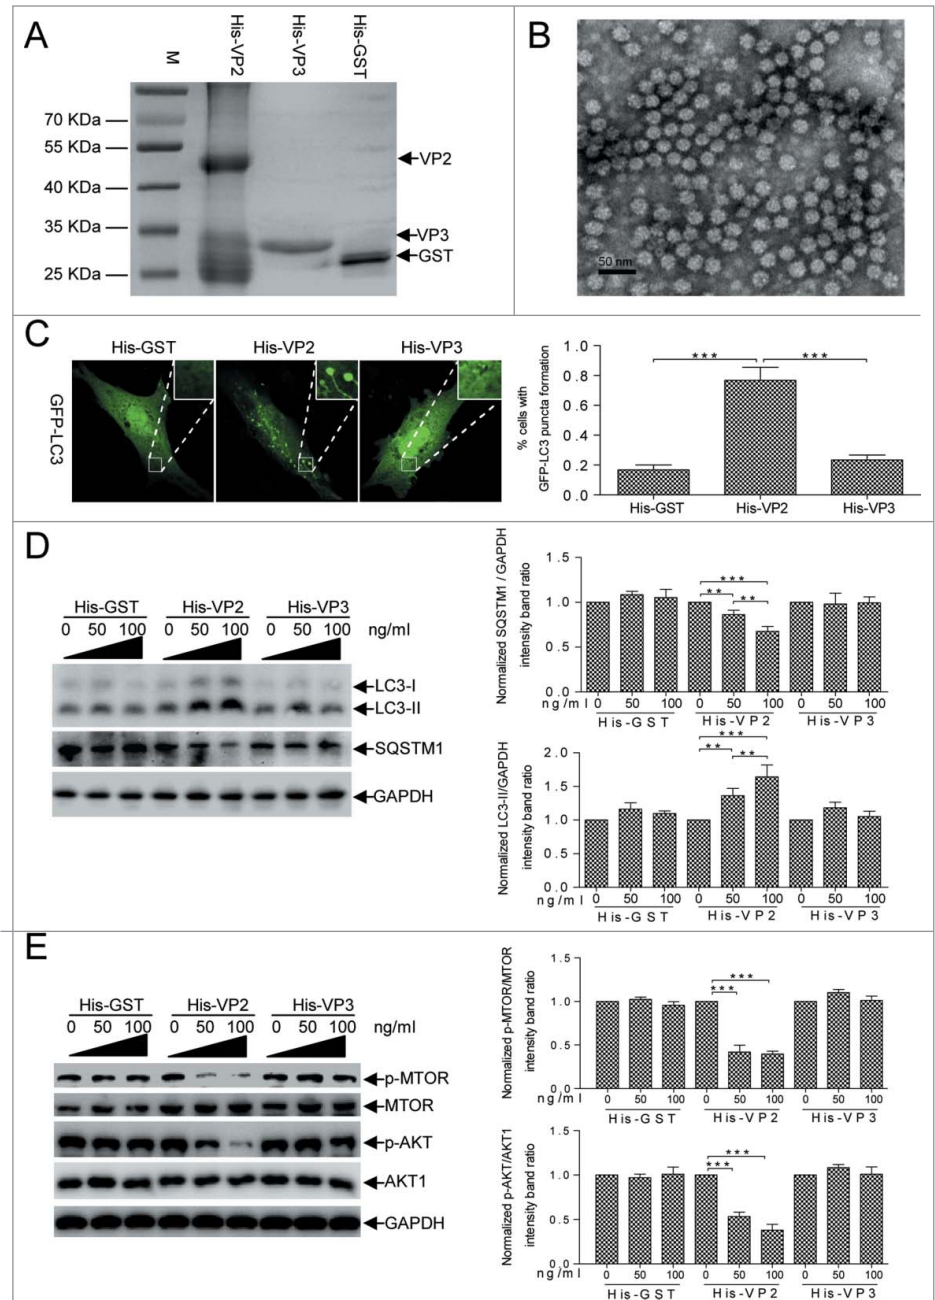 A
M
His-VP2
His-VP3
His-GST
70 KDa
55 KDa
40 KDa
35 KDa
25 KDa
VP2
VP3
GST
B
50 nm
C
His-GST
His-VP2
His-VP3
GFP-LC3
% cells with
GFP-LC3 puncta formation
1.0
0.8
0.6
0.4
0.2
0.0
*** ***
His-GST His-VP2 His-VP3
D
His-GST His-VP2 His-VP3
0 50 100 0 50 100 0 50 100 ng/ml
LC3-I
LC3-II
SQSTM1
GAPDH
Normalized SQSTM1 / GAPDH
intensity band ratio
1.5
1.0
0.5
0.0
***
** **
0 50 100 0 50 100 0 50 100
ng/ml
His-GST His-VP2 His-VP3
Normalized LC3-II/GAPDH
intensity band ratio
2.0
1.5
1.0
0.5
0.0
***
** **
0 50 100 0 50 100 0 50 100
ng/ml
His-GST His-VP2 His-VP3
E
His-GST His-VP2 His-VP3
0 50 100 0 50 100 0 50 100 ng/ml
p-MTOR
MTOR
p-AKT
AKT1
GAPDH
Normalized p-MTOR/MTOR
intensity band ratio
1.5
1.0
0.5
0.0
***
***
0 50 100 0 50 100 0 50 100
ng/ml
His-GST His-VP2 His-VP3
Normalized p-AKT/AKT1
intensity band ratio
1.5
1.0
0.5
0.0
***
***
0 50 100 0 50 100 0 50 100
ng/ml
His-GST His-VP2 His-VP3